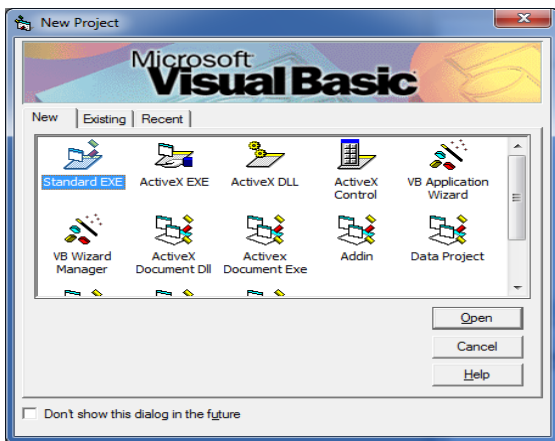 New Project
Microsoft
Visual Basic
New Existing Recent
Standard EXE ActiveX EXE ActiveX DLL ActiveX Control VB Application Wizard
VB Wizard Manager ActiveX Document Dll Activex Document Exe Addin Data Project
Open
Cancel
Help
Don't show this dialog in the future